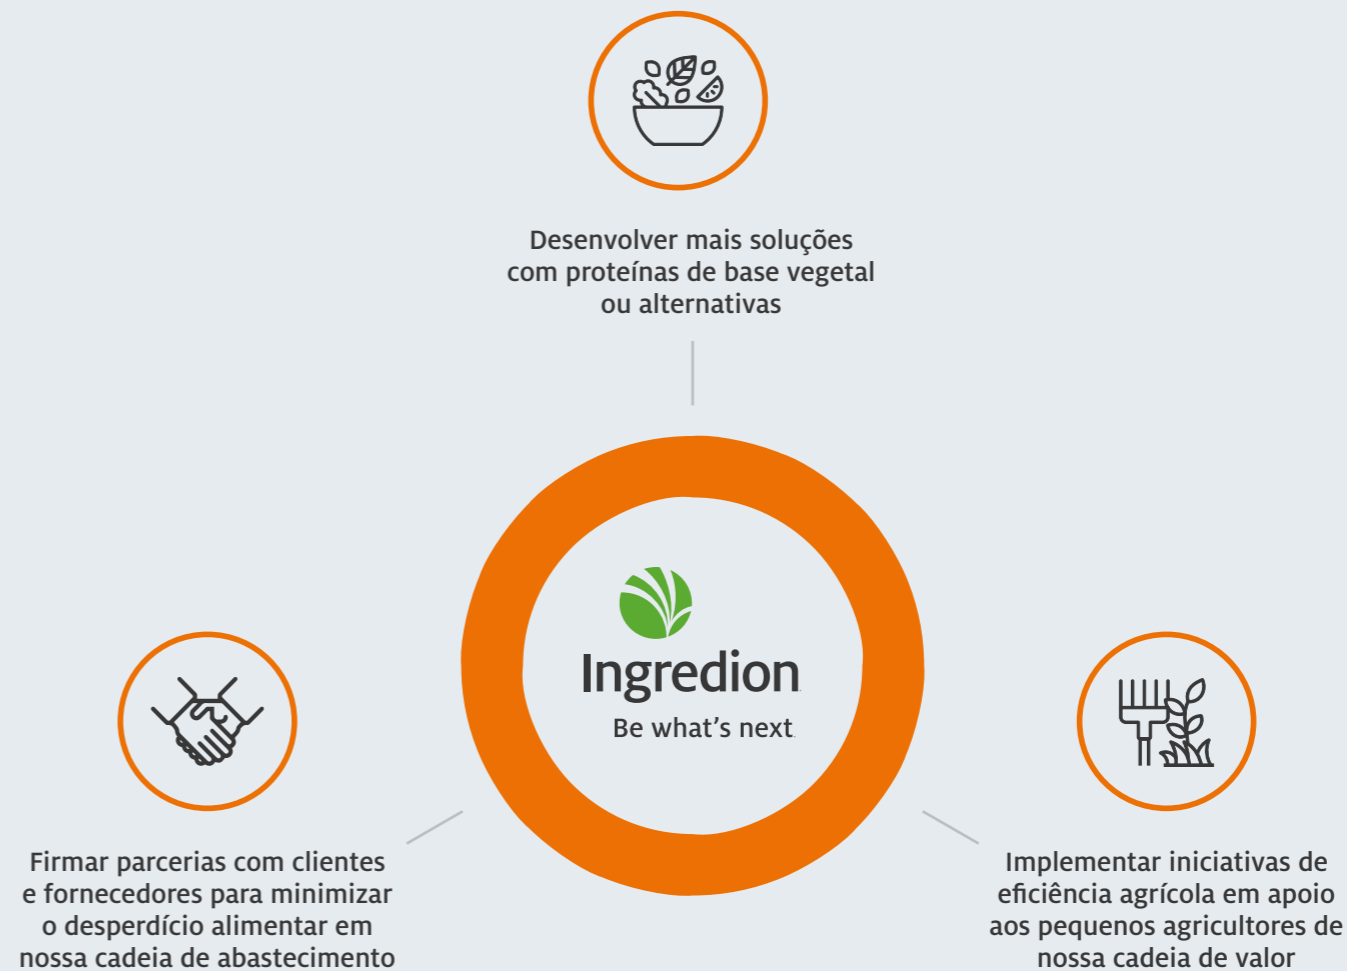 Desenvolver mais soluções
com proteínas de base vegetal
ou alternativas
Ingredion
Be what's next.
Firmar parcerias com clientes
e fornecedores para minimizar
o desperdício alimentar em
nossa cadeia de abastecimento
Implementar iniciativas de
eficiência agrícola em apoio
aos pequenos agricultores de
nossa cadeia de valor